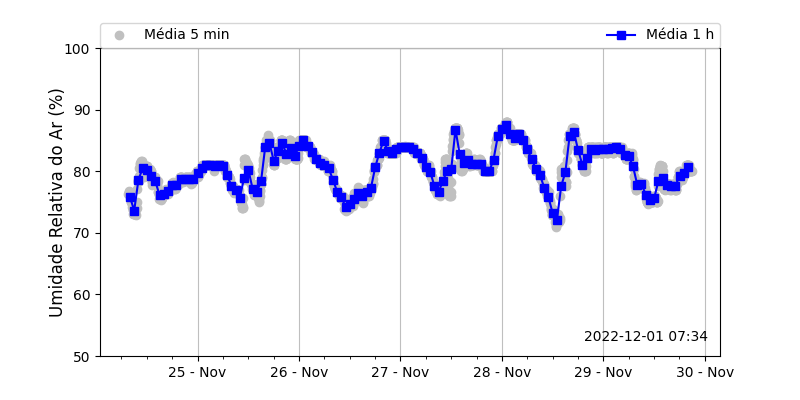 Média 5 min
Média 1 h
Umidade Relativa do Ar (%)
100
90
80
70
60
50
2022-12-01 07:34
25 - Nov
26 - Nov
27 - Nov
28 - Nov
29 - Nov
30 - Nov